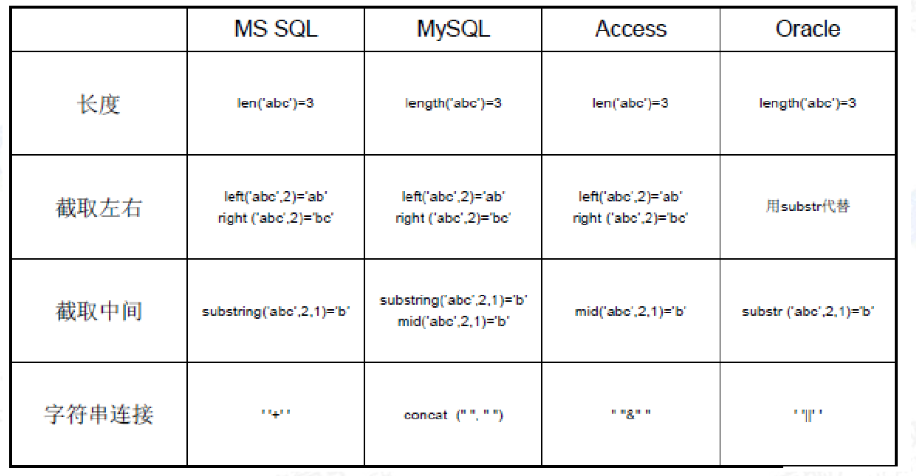 MS SQL MySQL Access Oracle
长度 len('abc')=3 length('abc')=3 len('abc')=3 length('abc')=3
截取左右 left('abc',2)='ab' left('abc',2)='ab' left('abc',2)='ab' 用substr代替
right ('abc',2)='bc' right ('abc',2)='bc' right ('abc',2)='bc'
截取中间 substring('abc',2,1)='b' substring('abc',2,1)='b' mid('abc',2,1)='b' substr ('abc',2,1)='b'
mid('abc',2,1)='b'
字符串连接 ' '+' ' concat (" ", " ") " "&" " ' '||' '